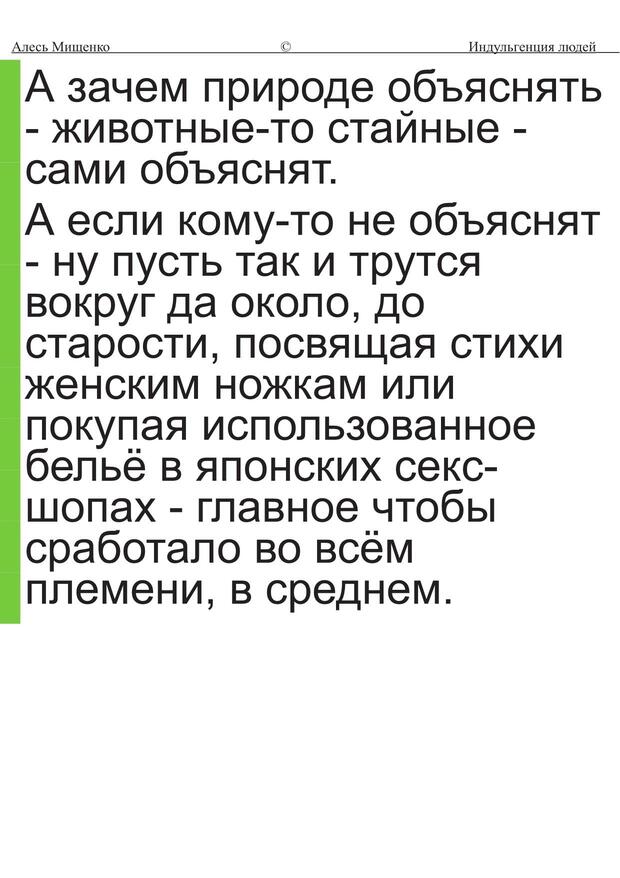 Алесь Мищенко © Индульгенция людей
А зачем природе объяснять
- животные-то стайные -
сами объяснят.
А если кому-то не объяснят
- ну пусть так и трутся
вокруг да около, до
старости, посвящая стихи
женским ножкам или
покупая использованное
бельё в японских секс-
шопах - главное чтобы
сработало во всём
племени, в среднем.